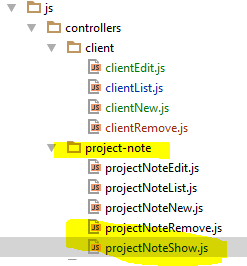 js
controllers
client
clientEdit.js
clientList.js
clientNew.js
clientRemove.js
project-note
projectNoteEdit.js
projectNoteList.js
projectNoteNew.js
projectNoteRemove.js
projectNoteShow.js